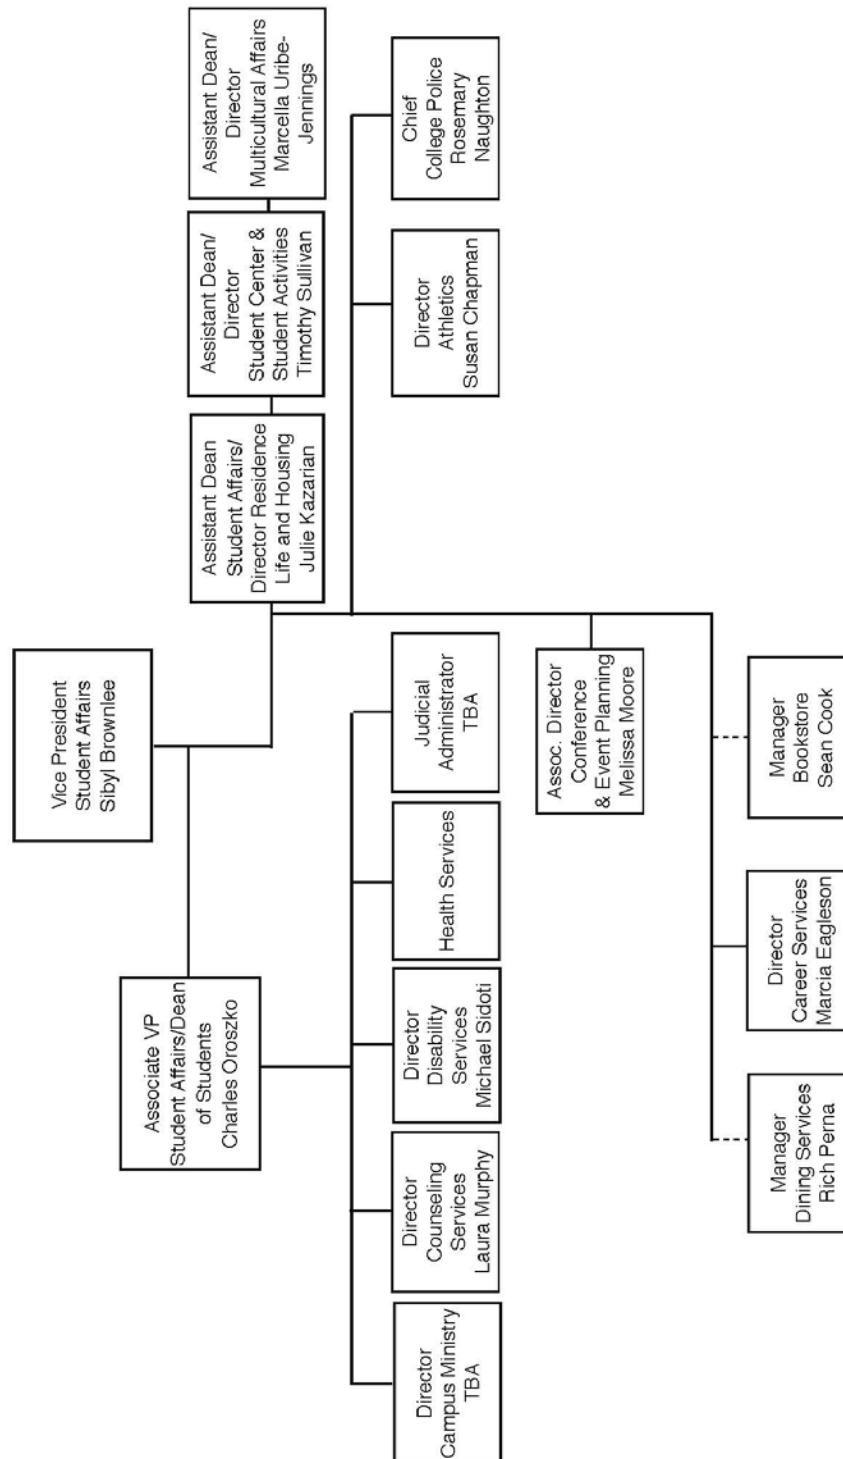 Vice President
Student Affairs
Sibyl Brownlee
Associate VP
Student Affairs/Dean
of Students
Charles Oroszko
Assistant Dean
Student Affairs/
Director Residence
Life and Housing
Julie Kazarian
Assistant Dean/
Director
Student Center &
Student Activities
Timothy Sullivan
Assistant Dean/
Director
Multicultural Affairs
Marcella Uribe-
Jennings
Director
Campus Ministry
TBA
Director
Counseling
Services
Laura Murphy
Director
Disability
Services
Michael Sidoti
Health Services
Judicial
Administrator
TBA
Director
Athletics
Susan Chapman
Chief
College Police
Rosemary
Naughton
Assoc. Director
Conference
& Event Planning
Melissa Moore
Manager
Dining Services
Rich Perna
Director
Career Services
Marcia Eagleson
Manager
Bookstore
Sean Cook